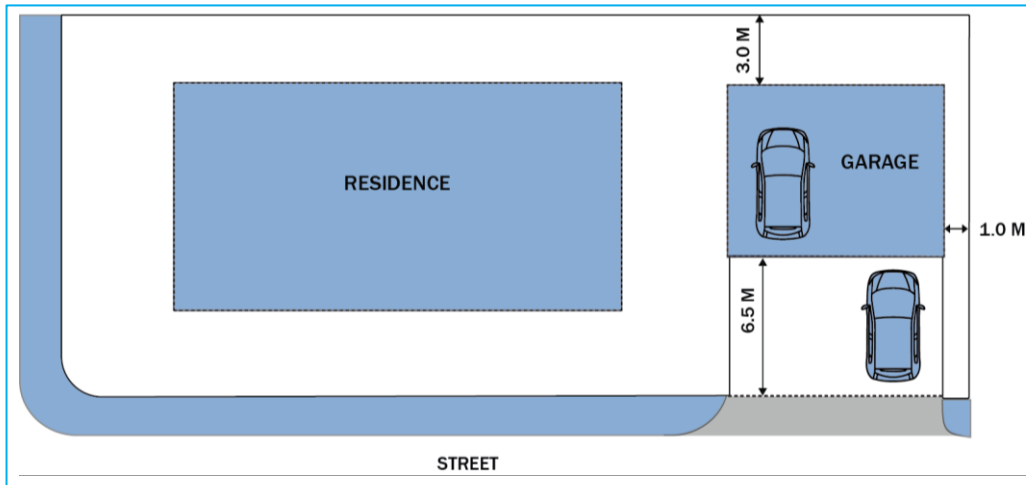 3.0 M
RESIDENCE
GARAGE
1.0 M
6.5 M
STREET